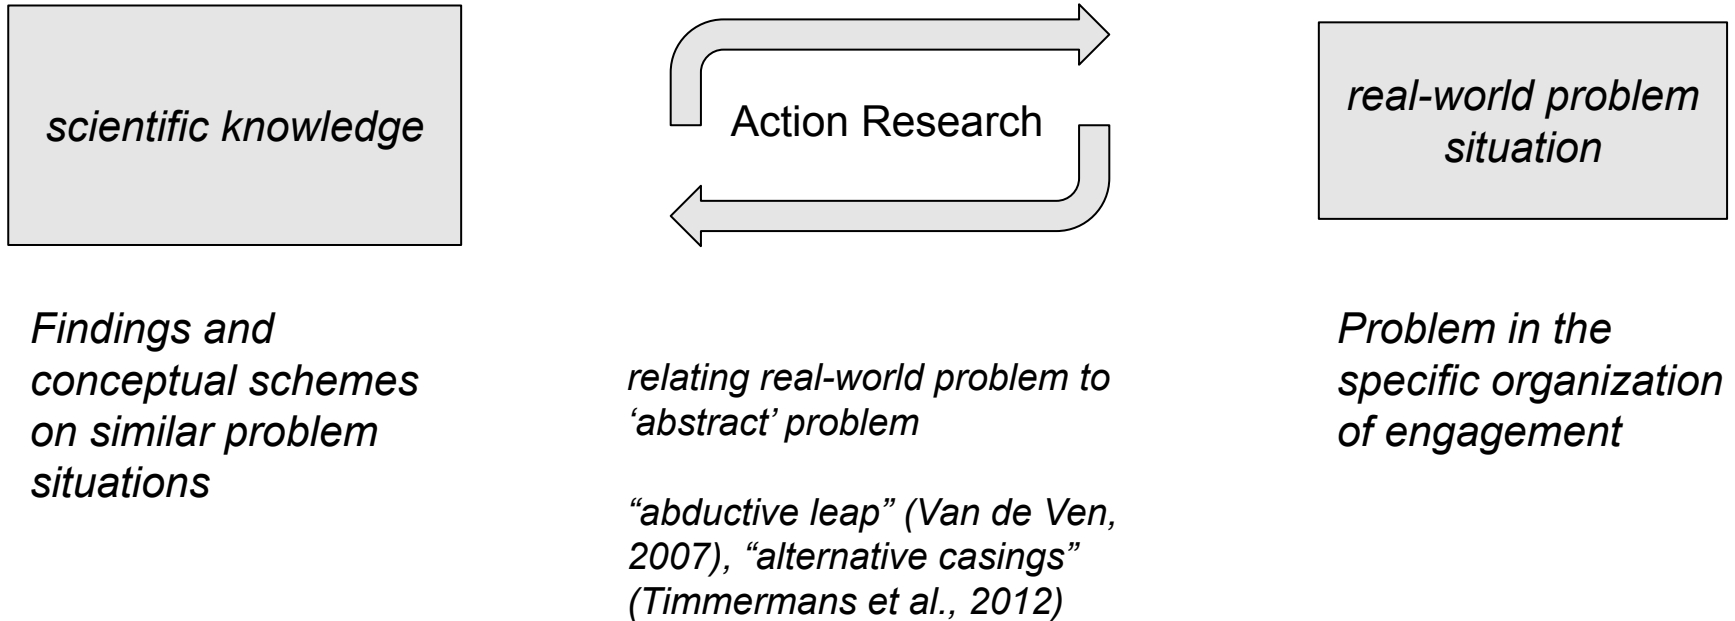 scientific knowledge
Action Research
real-world problem
situation
Findings and
conceptual schemes
on similar problem
situations
relating real-world problem to
‘abstract’ problem
“abductive leap” (Van de Ven,
2007), “alternative casings”
(Timmermans et al., 2012)
Problem in the
specific organization
of engagement